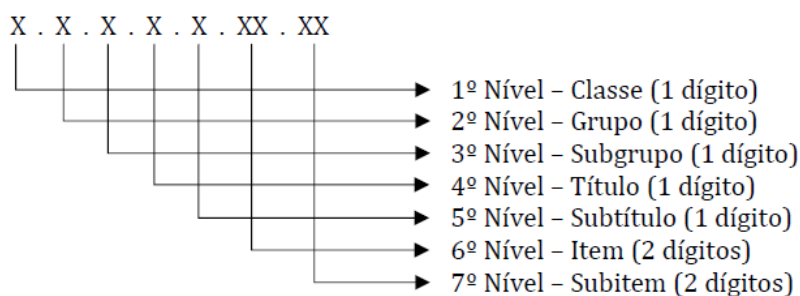 X . X . X . X . X . XX . XX
1º Nível – Classe (1 dígito)
2º Nível – Grupo (1 dígito)
3º Nível – Subgrupo (1 dígito)
4º Nível – Título (1 dígito)
5º Nível – Subtítulo (1 dígito)
6º Nível – Item (2 dígitos)
7º Nível – Subitem (2 dígitos)